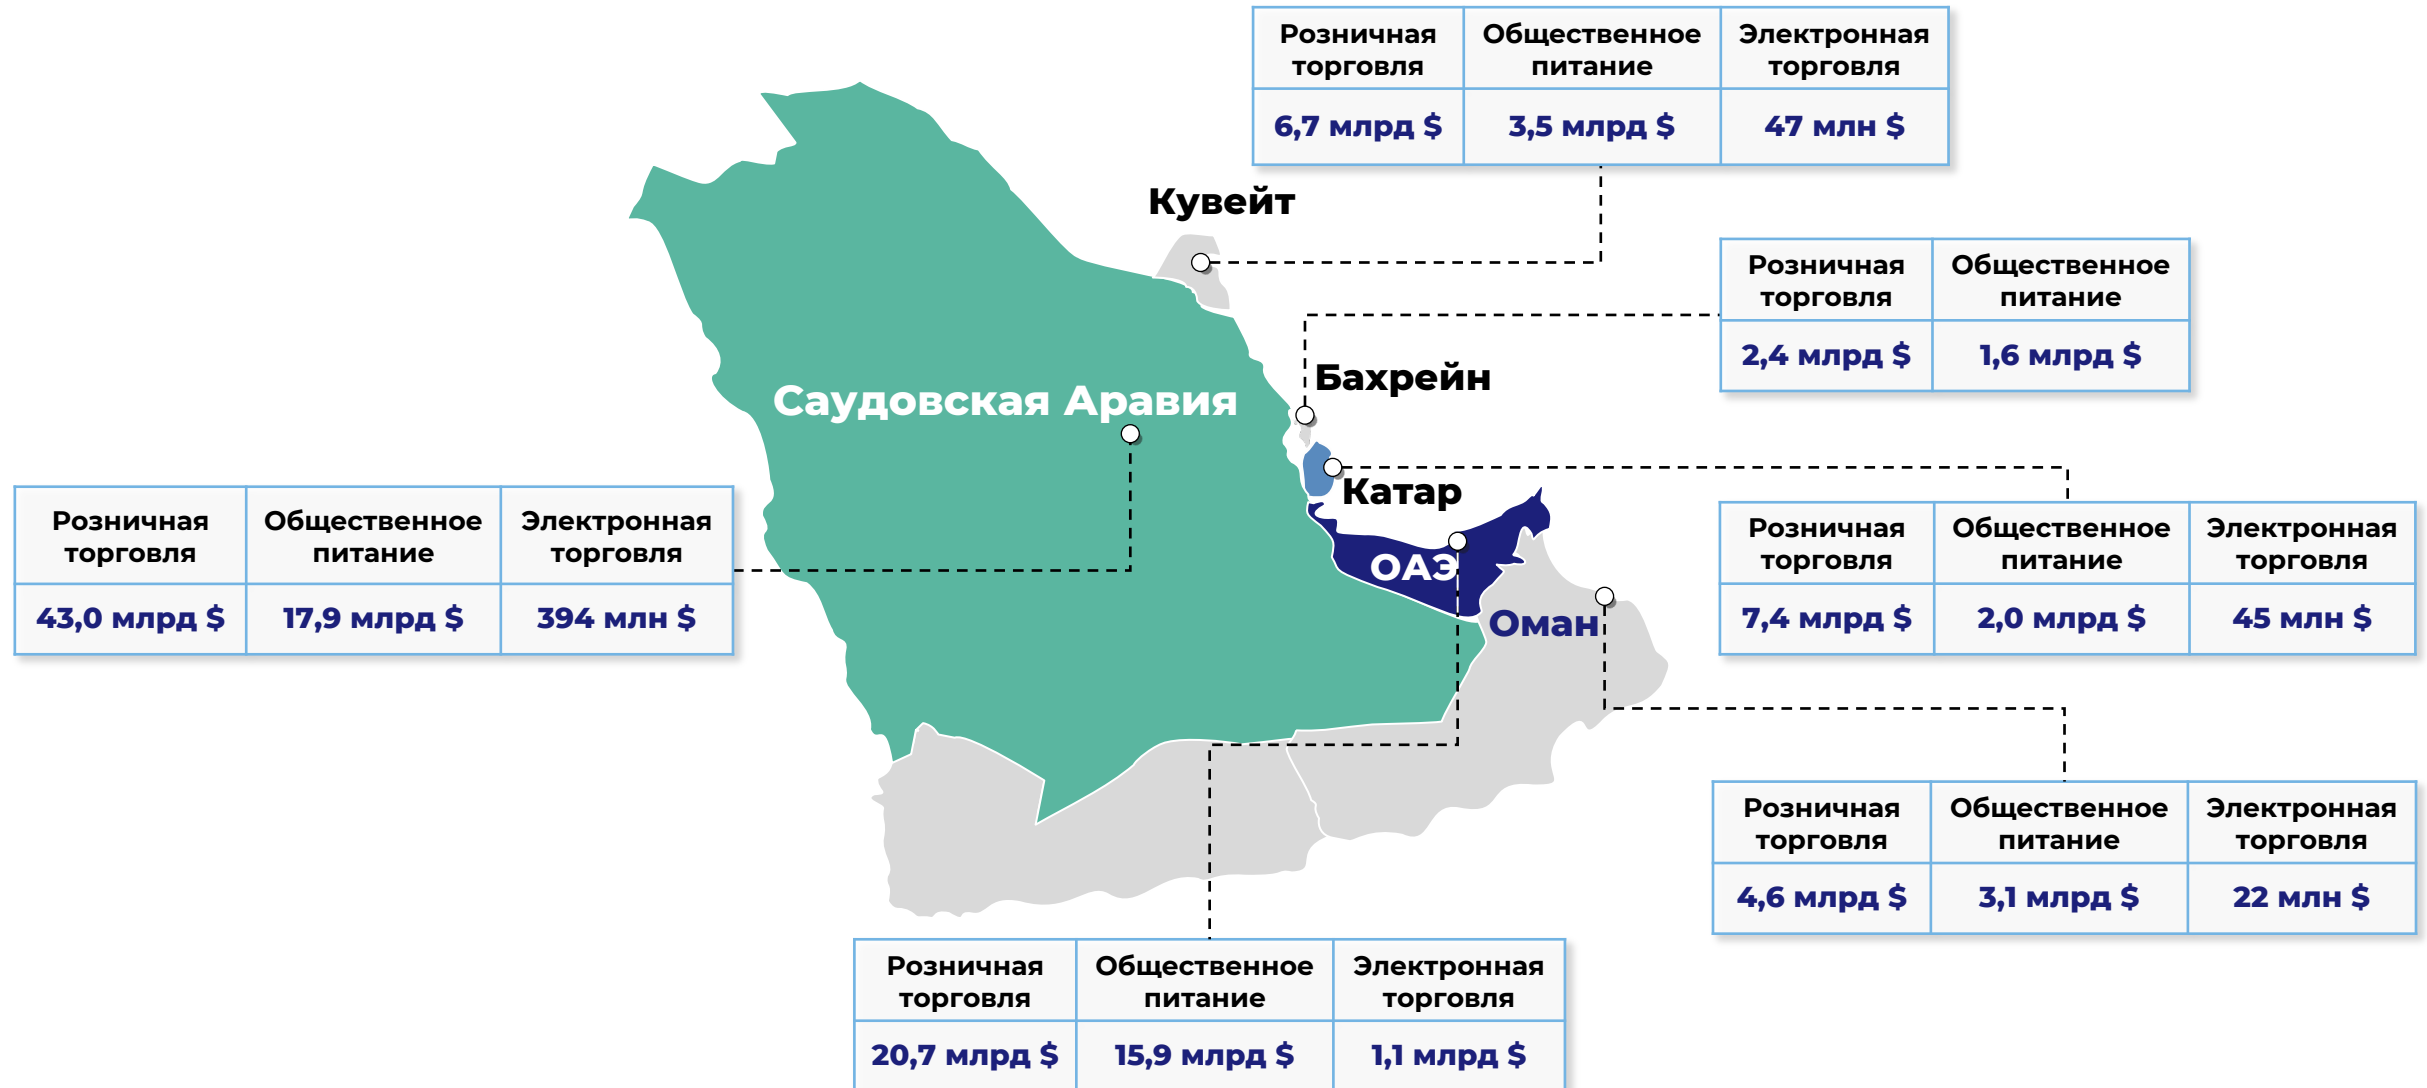 Розничная торговля
Общественное питание
Электронная торговля
6,7 млрд $
3,5 млрд $
47 млн $
Кувейт
Розничная торговля
Общественное питание
2,4 млрд $
1,6 млрд $
Бахрейн
Саудовская Аравия
Розничная торговля
Общественное питание
Электронная торговля
43,0 млрд $
17,9 млрд $
394 млн $
Катар
Розничная торговля
Общественное питание
Электронная торговля
7,4 млрд $
2,0 млрд $
45 млн $
ОАЭ
Оман
Розничная торговля
Общественное питание
Электронная торговля
4,6 млрд $
3,1 млрд $
22 млн $
Розничная торговля
Общественное питание
Электронная торговля
20,7 млрд $
15,9 млрд $
1,1 млрд $